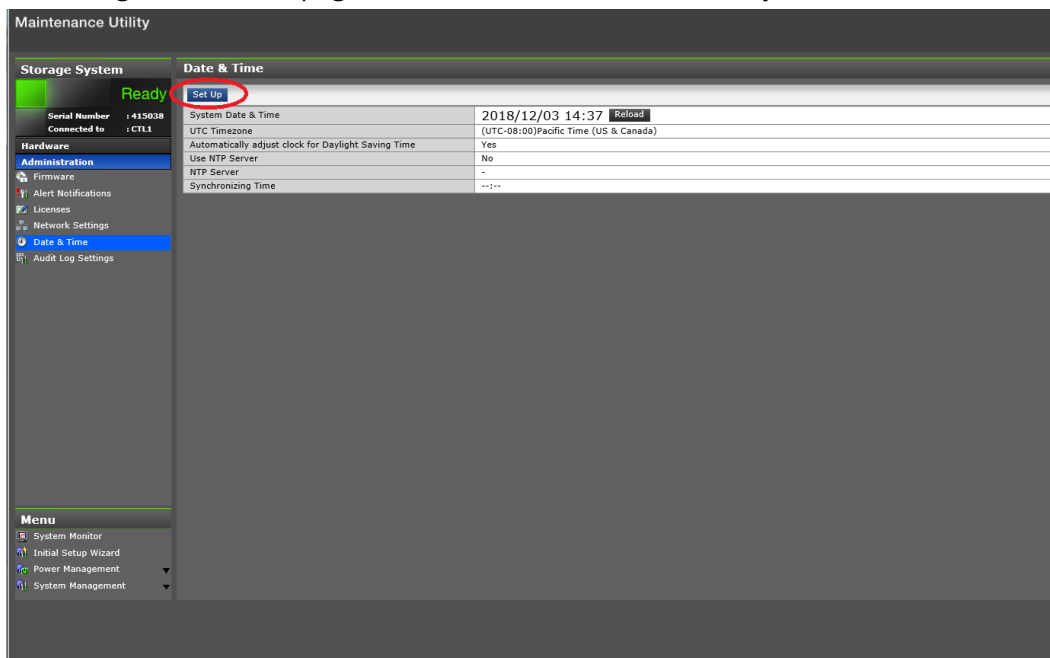 Maintenance Utility
Storage System
Ready
Serial Number : 415038
Connected to : CTL1
Hardware
Administration
Firmware
Alert Notifications
Licenses
Network Settings
Date & Time
Audit Log Settings
Menu
System Monitor
Initial Setup Wizard
Power Management
System Management
Date & Time
Set Up
System Date & Time 2018/12/03 14:37 Reload
UTC Timezone (UTC-08:00)Pacific Time (US & Canada)
Automatically adjust clock for Daylight Saving Time Yes
Use NTP Server No
NTP Server -
Synchronizing Time --:--